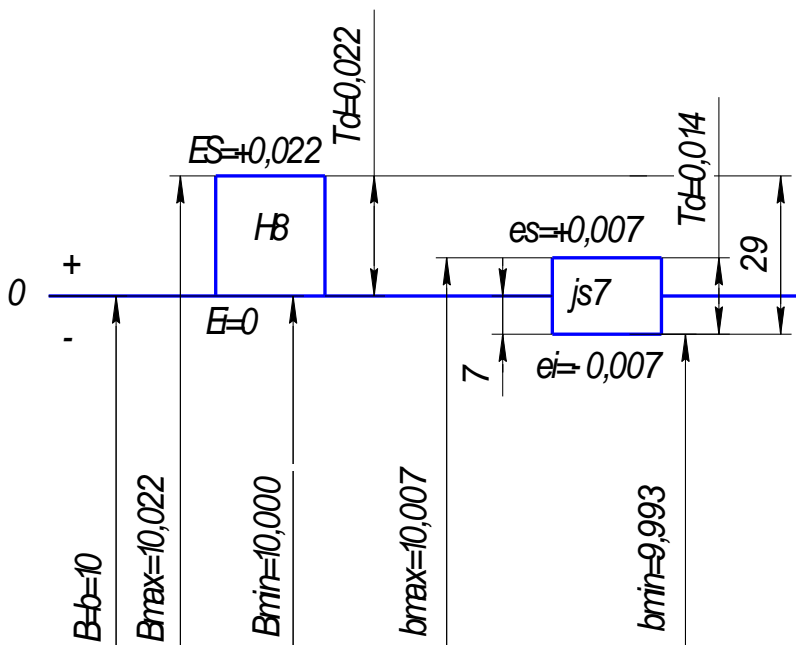 Td=0,022
ES=+0,022
H8
Td=0,014
es=+0,007
29
+
0
js7
-
Ei=0
7
ei=-0,007
B=b=10
Bmax=10,022
Bmin=10,000
bmax=10,007
bmin=9,993